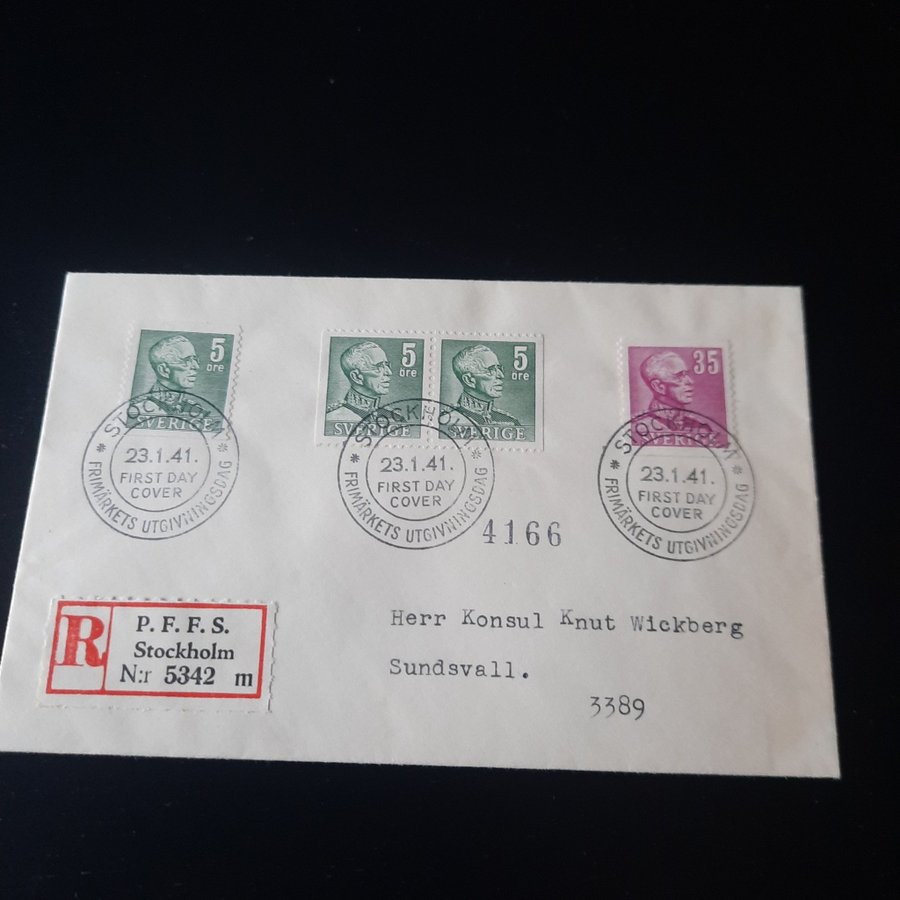 5
öre
SVERIGE
5
öre
SVERIGE
5
öre
SVERIGE
35
SVERIGE
* STOCKHOLM *
23.1.41.
FIRST DAY
COVER
FRIMÄRKETS UTGIVNINGSDAG
* STOCKHOLM *
23.1.41.
FIRST DAY
COVER
FRIMÄRKETS UTGIVNINGSDAG
* STOCKHOLM *
23.1.41.
FIRST DAY
COVER
FRIMÄRKETS UTGIVNINGSDAG
4166
R
P. F. F. S.
Stockholm
N:r 5342 m
Herr Konsul Knut Wickberg
Sundsvall.
3389